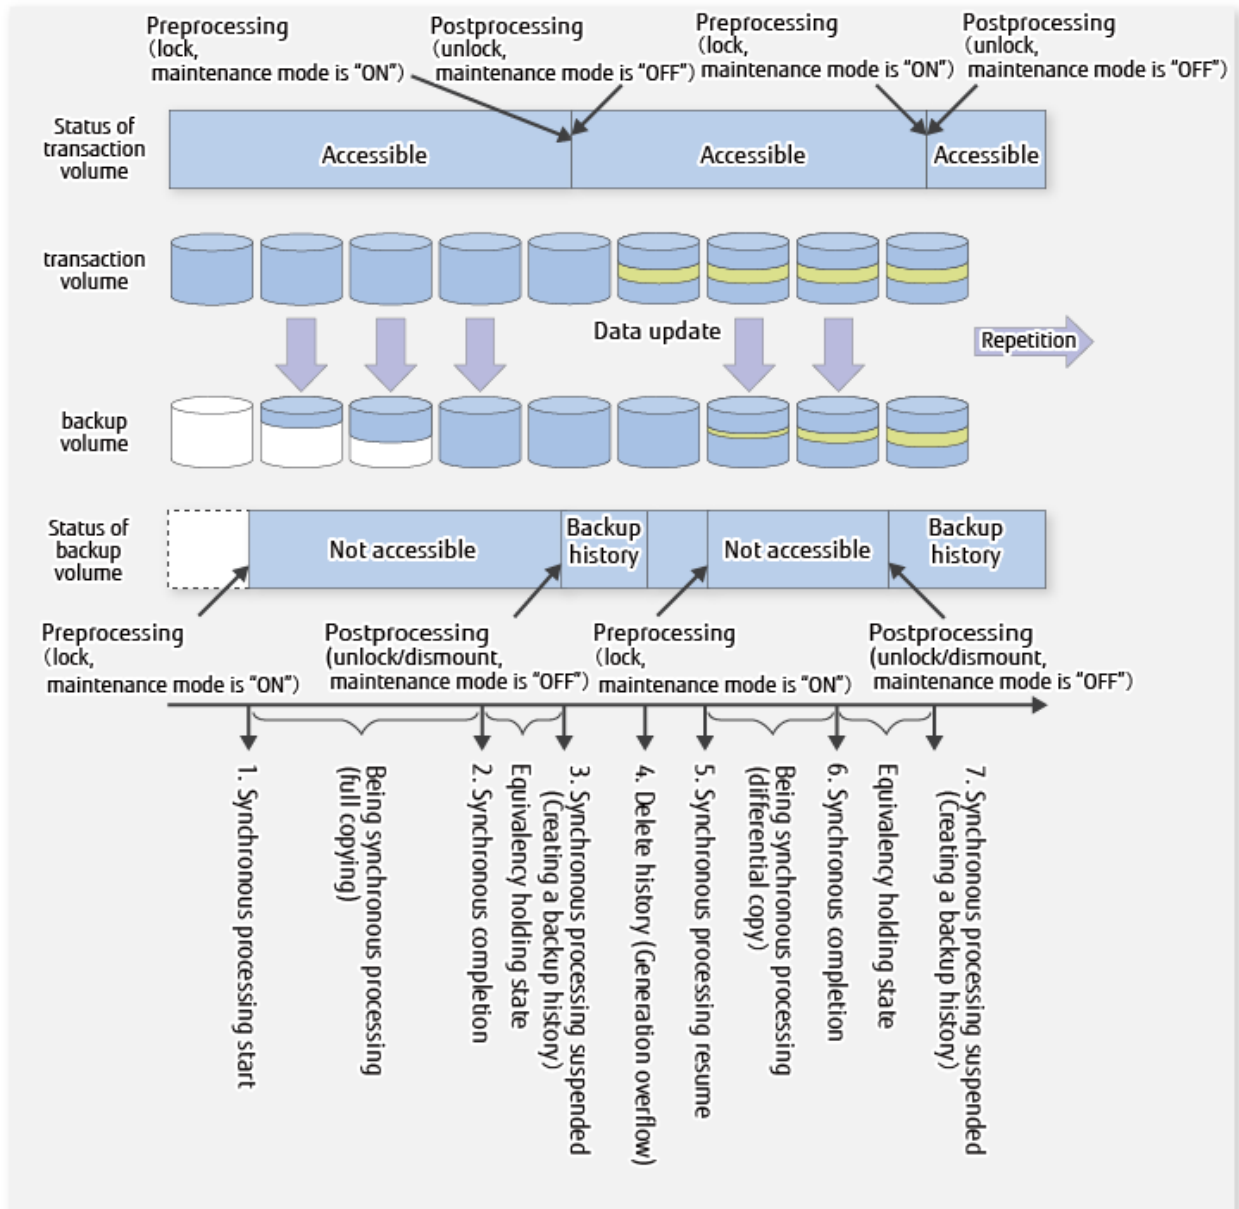 Preprocessing
(lock,
maintenance mode is “ON”)
Postprocessing
(unlock,
maintenance mode is “OFF”)
Preprocessing
(lock,
maintenance mode is “ON”)
Postprocessing
(unlock,
maintenance mode is “OFF”)
Status of
transaction
volume
Accessible
Accessible
Accessible
transaction
volume
Data update
Repetition
backup
volume
Status of
backup
volume
Not accessible
Backup
history
Not accessible
Backup
history
Preprocessing
(lock,
maintenance mode is “ON”)
Postprocessing
(unlock/dismount,
maintenance mode is “OFF”)
Preprocessing
(lock,
maintenance mode is “ON”)
Postprocessing
(unlock/dismount,
maintenance mode is “OFF”)
1. Synchronous processing start
Being synchronous processing
(full copying)
2. Synchronous completion
Equivalency holding state
3. Synchronous processing suspended
(Creating a backup history)
4. Delete history (Generation overflow)
5. Synchronous processing resume
Being synchronous processing
(differential copy)
6. Synchronous completion
Equivalency holding state
7. Synchronous processing suspended
(Creating a backup history)